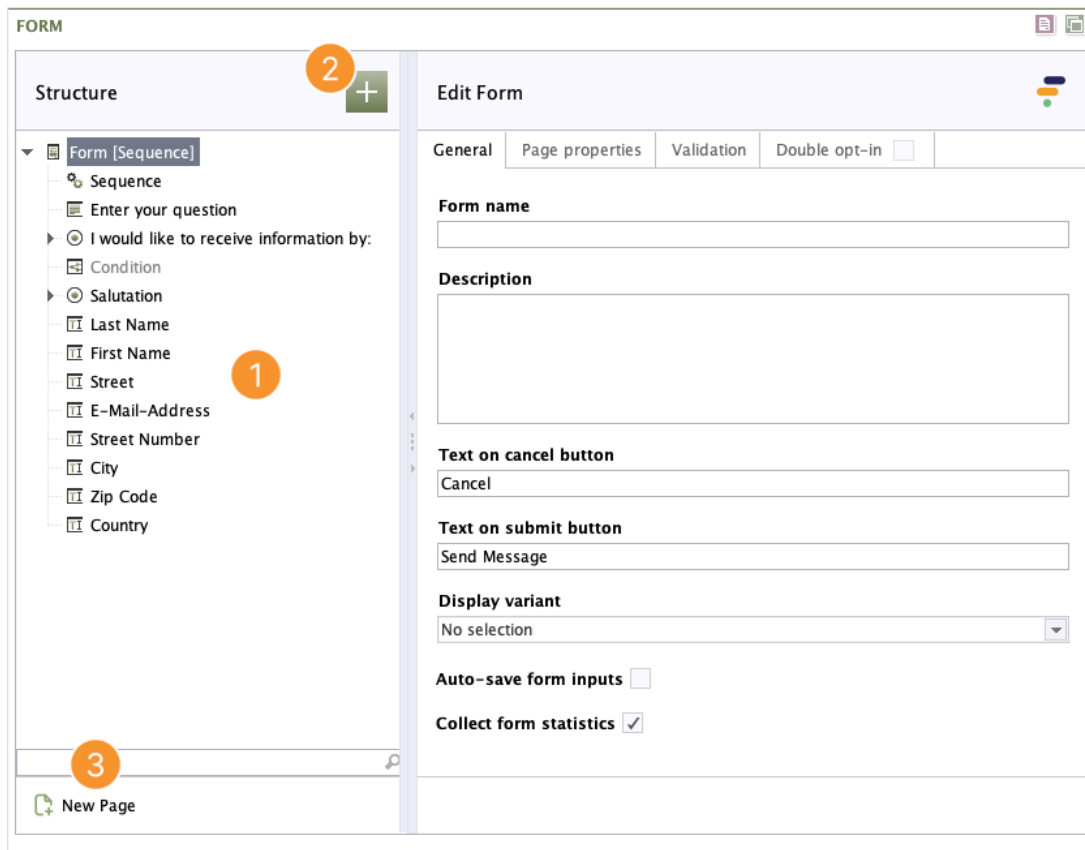 FORM
Structure
2
Edit Form
Form [Sequence]
Sequence
Enter your question
I would like to receive information by:
Condition
Salutation
Last Name
First Name
Street
E-Mail-Address
Street Number
City
Zip Code
Country
1
3
New Page
General
Page properties
Validation
Double opt-in
Form name
Description
Text on cancel button
Cancel
Text on submit button
Send Message
Display variant
No selection
Auto-save form inputs
Collect form statistics